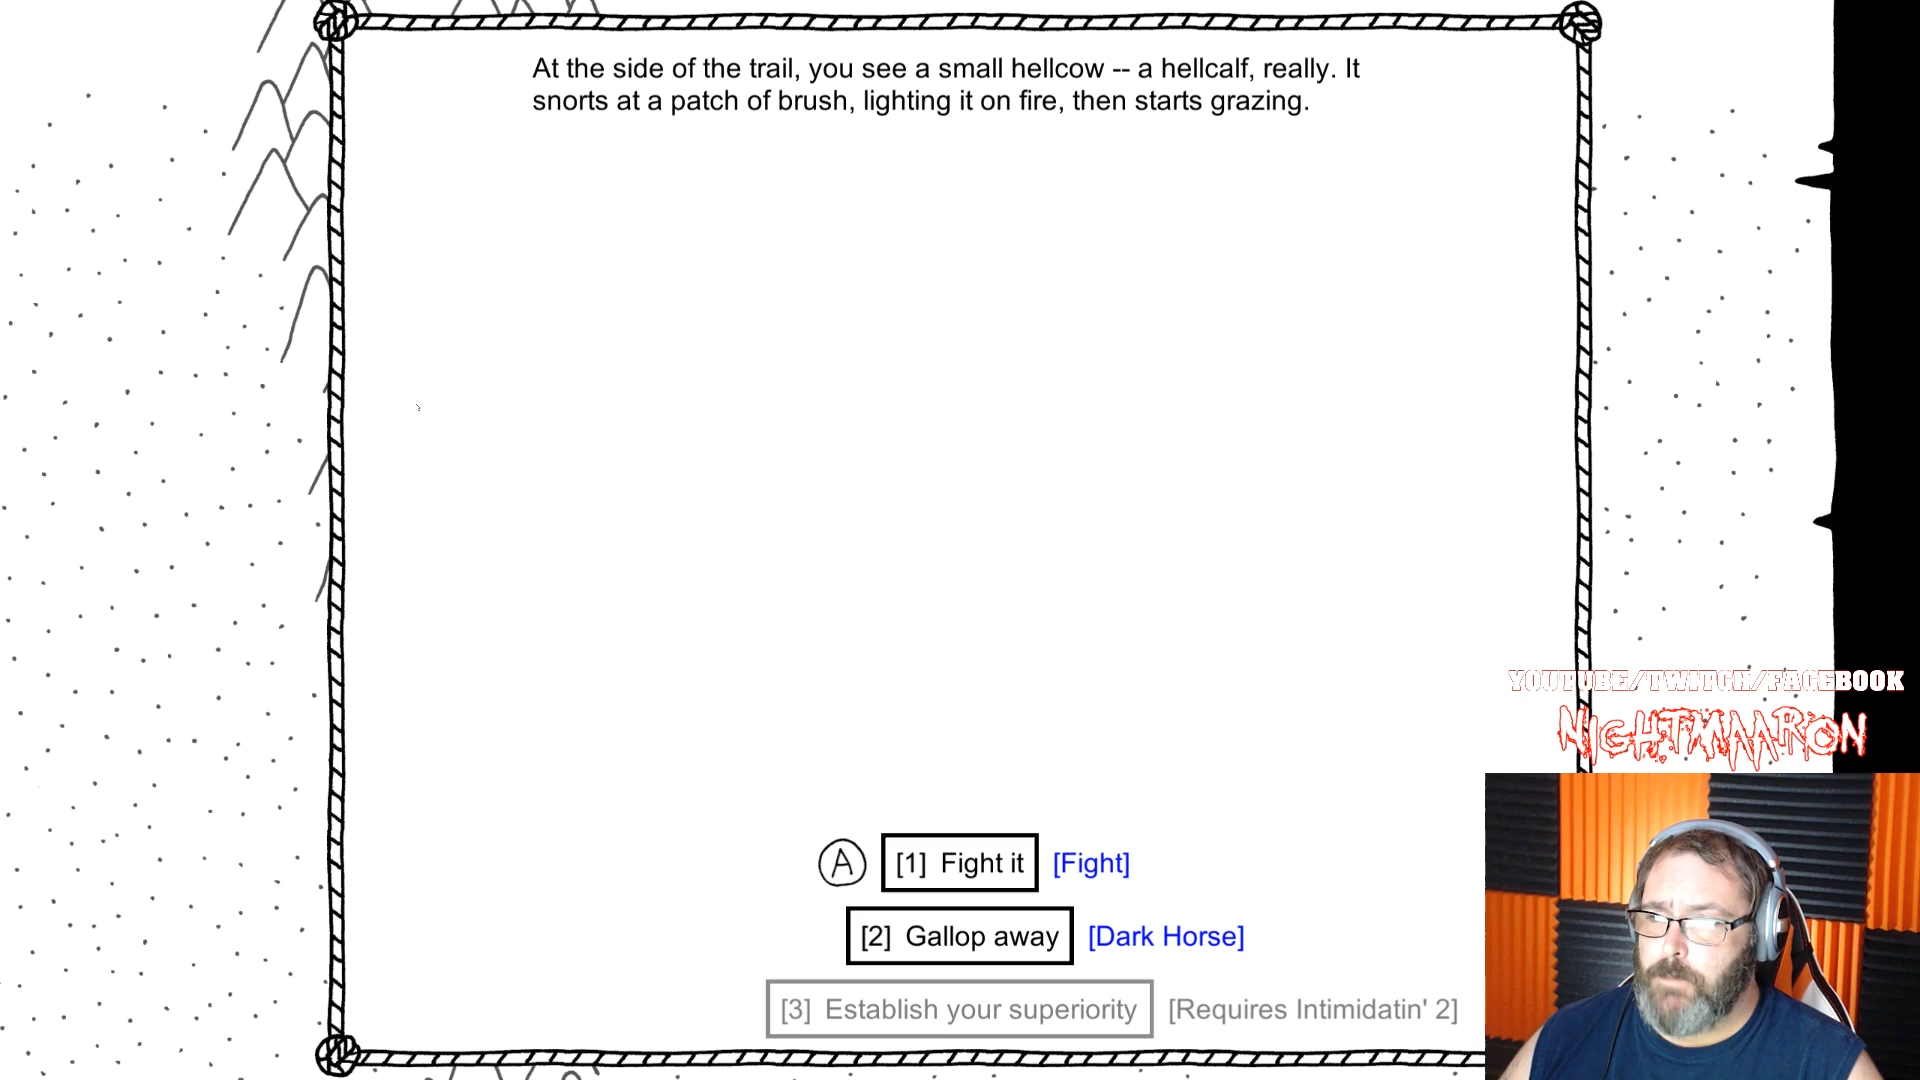 At the side of the trail, you see a small hellcow -- a hellcalf, really. It
snorts at a patch of brush, lighting it on fire, then starts grazing.
A [1] Fight it [Fight]
[2] Gallop away [Dark Horse]
[3] Establish your superiority [Requires Intimidatin' 2]
YOUTUBE/TWITCH/FACEBOOK
NIGHTMAARON